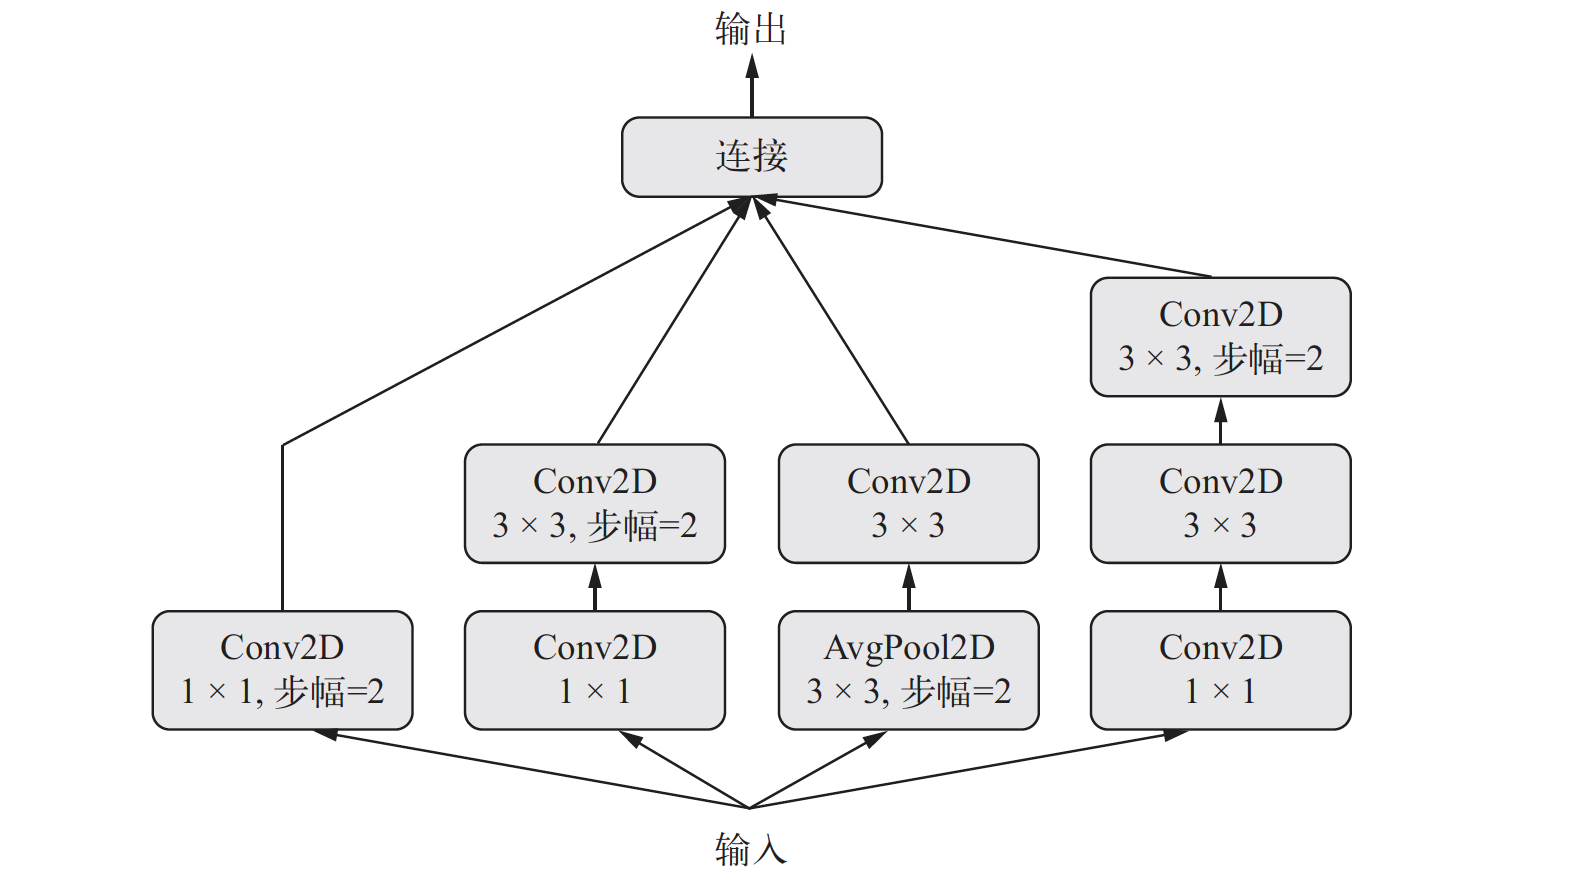 输出
连接
Conv2D
3 × 3, 步幅=2
Conv2D
3 × 3, 步幅=2
Conv2D
3 × 3
Conv2D
3 × 3
Conv2D
1 × 1, 步幅=2
Conv2D
1 × 1
AvgPool2D
3 × 3, 步幅=2
Conv2D
1 × 1
输入